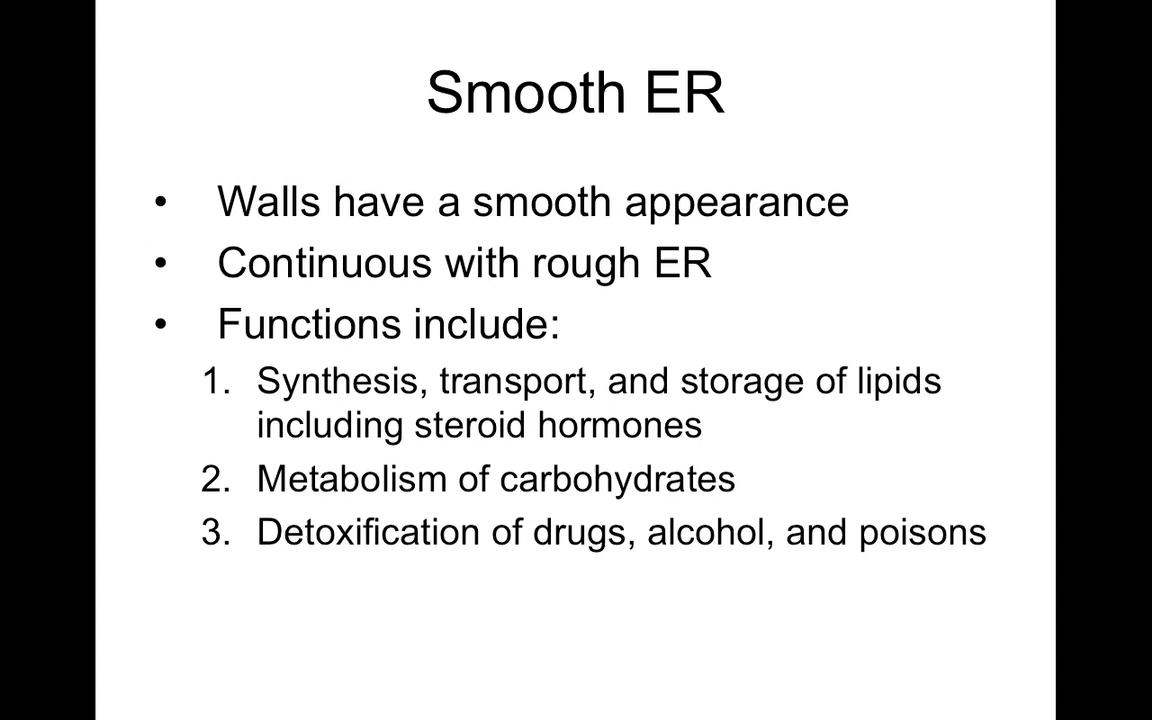 Smooth ER
• Walls have a smooth appearance
• Continuous with rough ER
• Functions include:
1. Synthesis, transport, and storage of lipids
including steroid hormones
2. Metabolism of carbohydrates
3. Detoxification of drugs, alcohol, and poisons